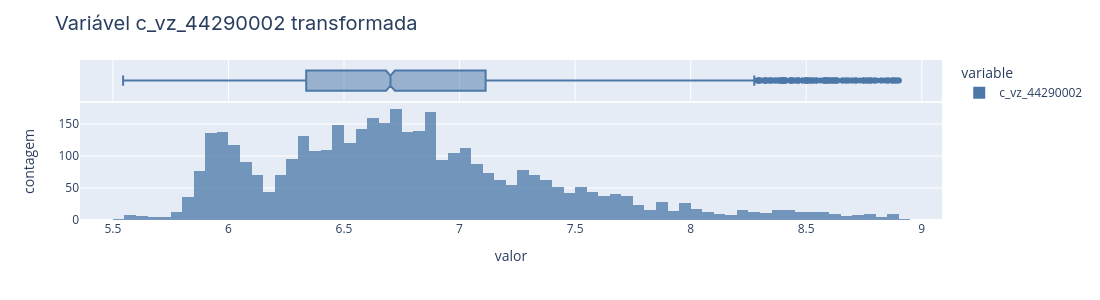 Variável c_vz_44290002 transformada
variable
c_vz_44290002
contagem
150
100
50
0
5.5 6 6.5 7 7.5 8 8.5 9
valor